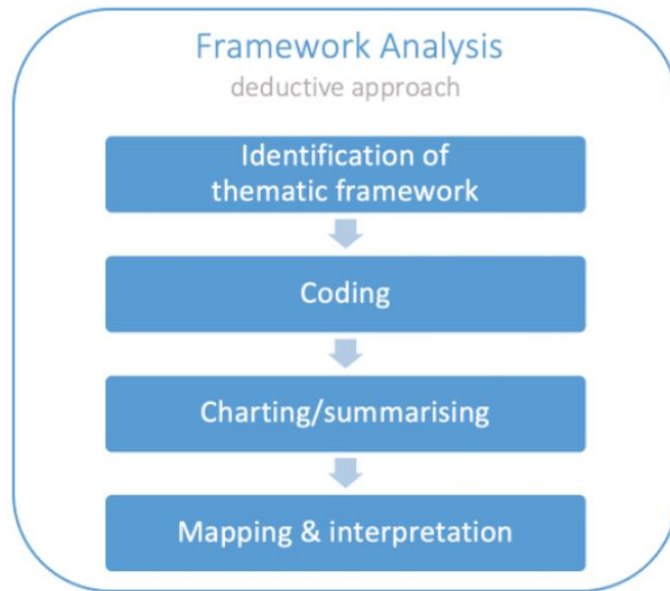 Framework Analysis
deductive approach
Identification of
thematic framework
Coding
Charting/summarising
Mapping & interpretation